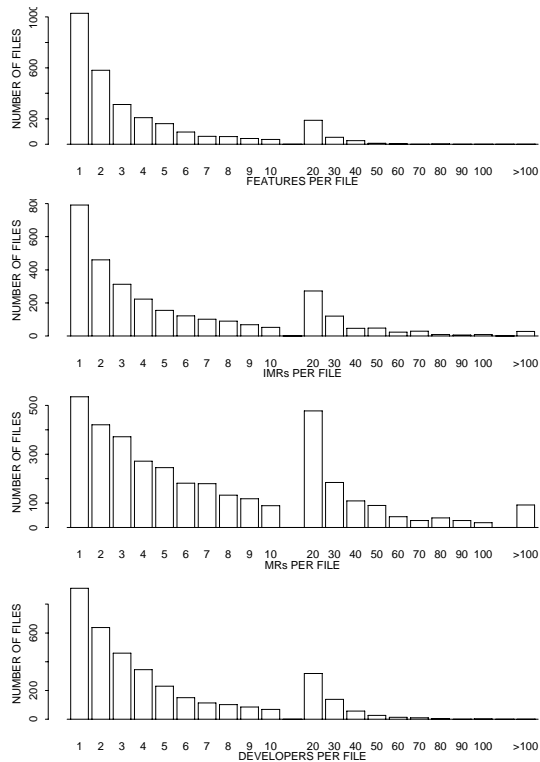 1000
600
200
0
NUMBER OF FILES
1 2 3 4 5 6 7 8 9 10 20 30 40 50 60 70 80 90 100 >100
FEATURES PER FILE
800
600
400
200
0
NUMBER OF FILES
1 2 3 4 5 6 7 8 9 10 20 30 40 50 60 70 80 90 100 >100
IMRs PER FILE
500
300
100
0
NUMBER OF FILES
1 2 3 4 5 6 7 8 9 10 20 30 40 50 60 70 80 90 100 >100
MRs PER FILE
600
200
0
NUMBER OF FILES
1 2 3 4 5 6 7 8 9 10 20 30 40 50 60 70 80 90 100 >100
DEVELOPERS PER FILE